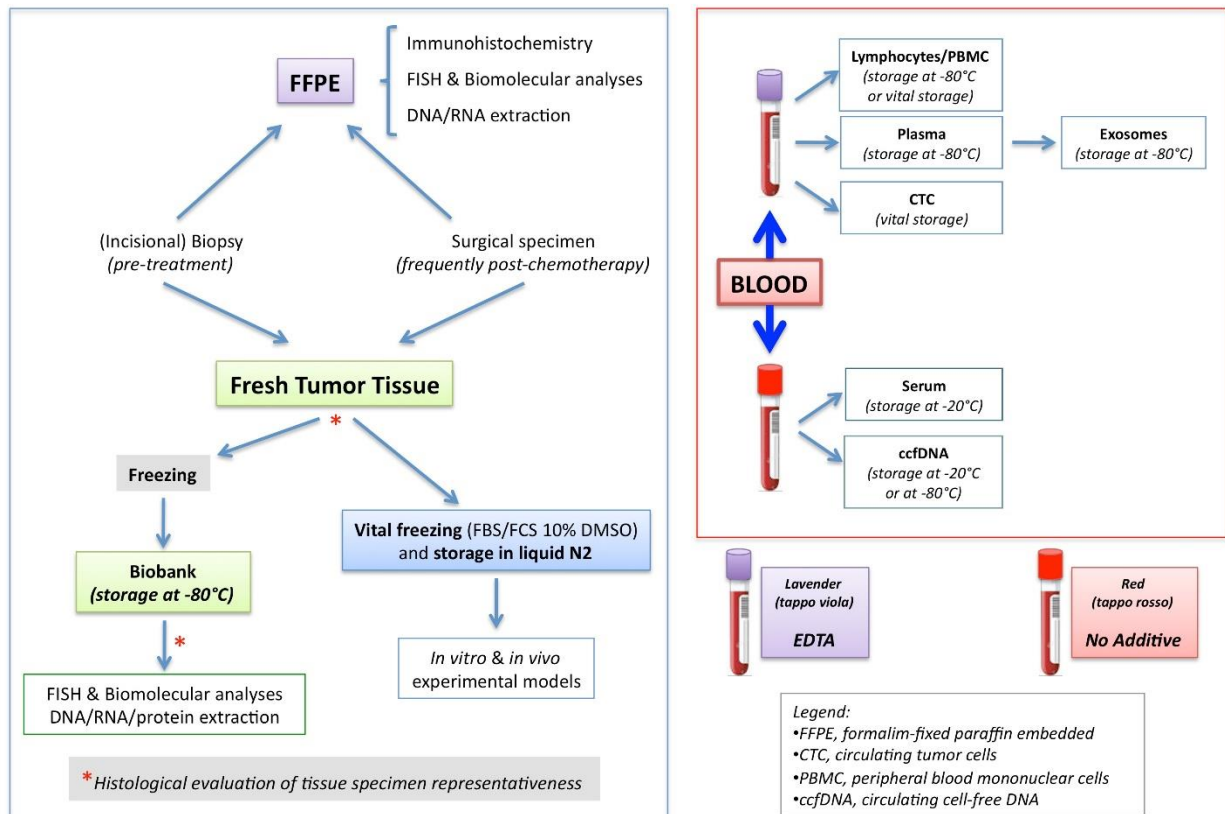 FFPE
Immunohistochemistry
FISH & Biomolecular analyses
DNA/RNA extraction
(Incisional) Biopsy
(pre-treatment)
Surgical specimen
(frequently post-chemotherapy)
Fresh Tumor Tissue
*
Freezing
Biobank
(storage at -80°C)
*
FISH & Biomolecular analyses
DNA/RNA/protein extraction
Vital freezing (FBS/FCS 10% DMSO)
and storage in liquid N2
In vitro & in vivo
experimental models
*Histological evaluation of tissue specimen representativeness
Lymphocytes/PBMC
(storage at -80°C
or vital storage)
Plasma
(storage at -80°C)
Exosomes
(storage at -80°C)
CTC
(vital storage)
BLOOD
Serum
(storage at -20°C)
ccfDNA
(storage at -20°C
or at -80°C)
Lavender
(tappo viola)
EDTA
Red
(tappo rosso)
No Additive
Legend:
•FFPE, formalim-fixed paraffin embedded
•CTC, circulating tumor cells
•PBMC, peripheral blood mononuclear cells
•ccfDNA, circulating cell-free DNA